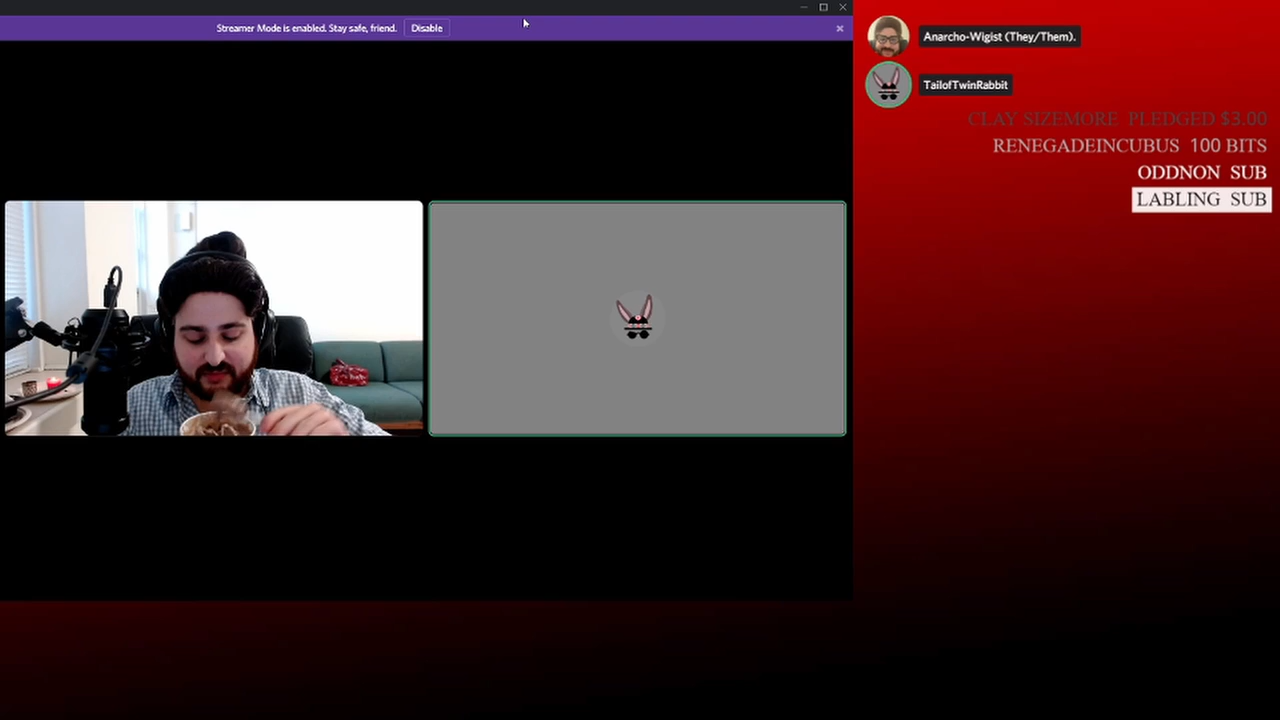 Streamer Mode is enabled. Stay safe, friend. Disable
Anarcho-Wigist (They/Them).
TailofTwinRabbit
CLAY SIZEMORE PLEDGED $3.00
RENEGADEINCUBUS 100 BITS
ODDNON SUB
LABLING SUB